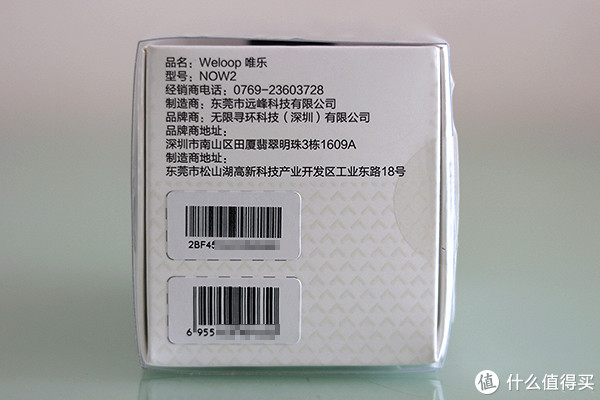 品名：Weloop 唯乐
型号：NOW2
经销商电话：0769-23603728
制造商：东莞市远峰科技有限公司
品牌商：无限寻环科技（深圳）有限公司
品牌商地址：
深圳市南山区田厦翡翠明珠3栋1609A
制造商地址：
东莞市松山湖高新科技产业开发区工业东路18号
2BF45
6 955
值 什么值得买